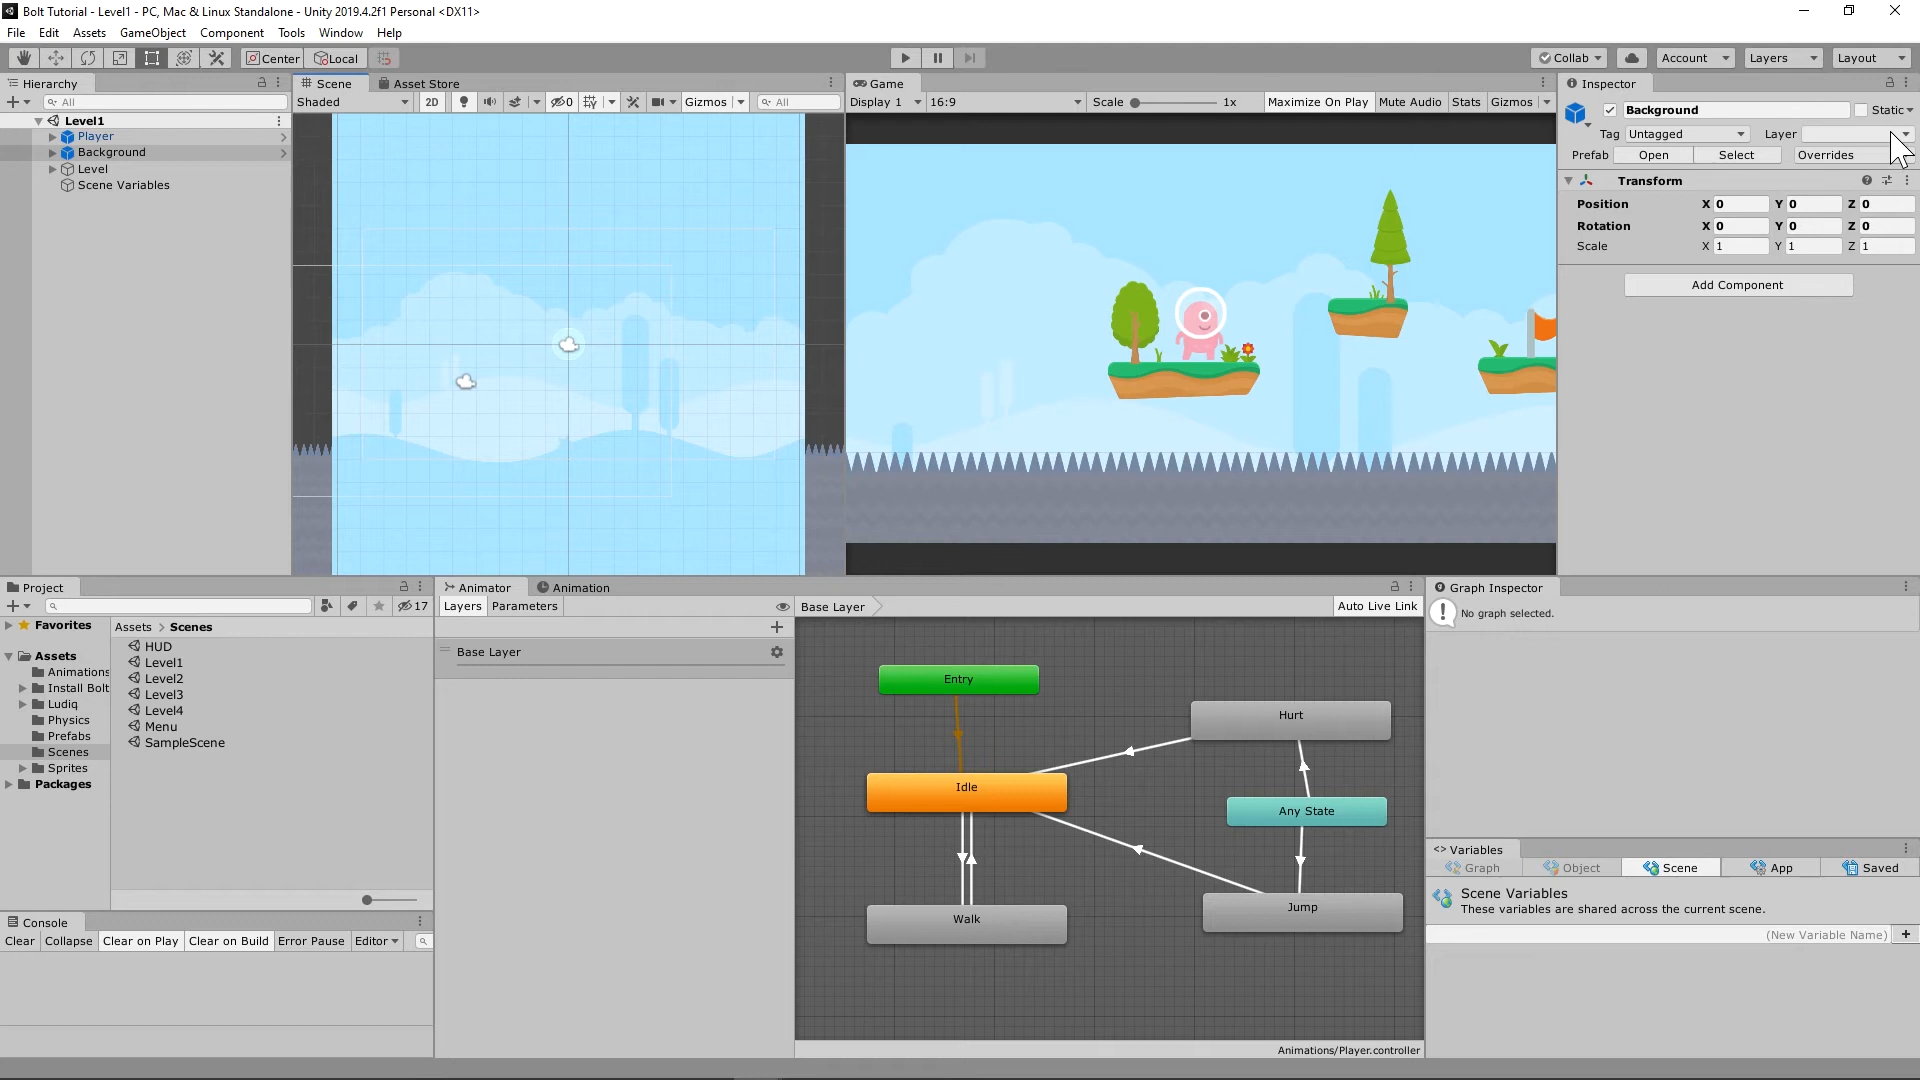 Bolt Tutorial - Level1 - PC, Mac & Linux Standalone - Unity 2019.4.2f1 Personal <DX11>
File Edit Assets GameObject Component Tools Window Help
Center Local Collab Account Layers Layout
Hierarchy
All
Level1
Player
Background
Level
Scene Variables
Scene Asset Store
Shaded 2D 0 Gizmos All
Game
Display 1 16:9 Scale 1x Maximize On Play Mute Audio Stats Gizmos
Inspector
Background Static
Tag Untagged Layer
Prefab Open Select Overrides
Transform
Position X 0 Y 0 Z 0
Rotation X 0 Y 0 Z 0
Scale X 1 Y 1 Z 1
Add Component
Project
17
Favorites
Assets
Animations
Install Bolt
Ludiq
Physics
Prefabs
Scenes
Sprites
Packages
Assets > Scenes
HUD
Level1
Level2
Level3
Level4
Menu
SampleScene
Console
Clear Collapse Clear on Play Clear on Build Error Pause Editor
Animator Animation
Layers Parameters Base Layer Auto Live Link
Base Layer
Entry
Hurt
Idle
Any State
Walk
Jump
Animations/Player.controller
Graph Inspector
No graph selected.
<> Variables
Graph Object Scene App Saved
Scene Variables
These variables are shared across the current scene.
(New Variable Name)